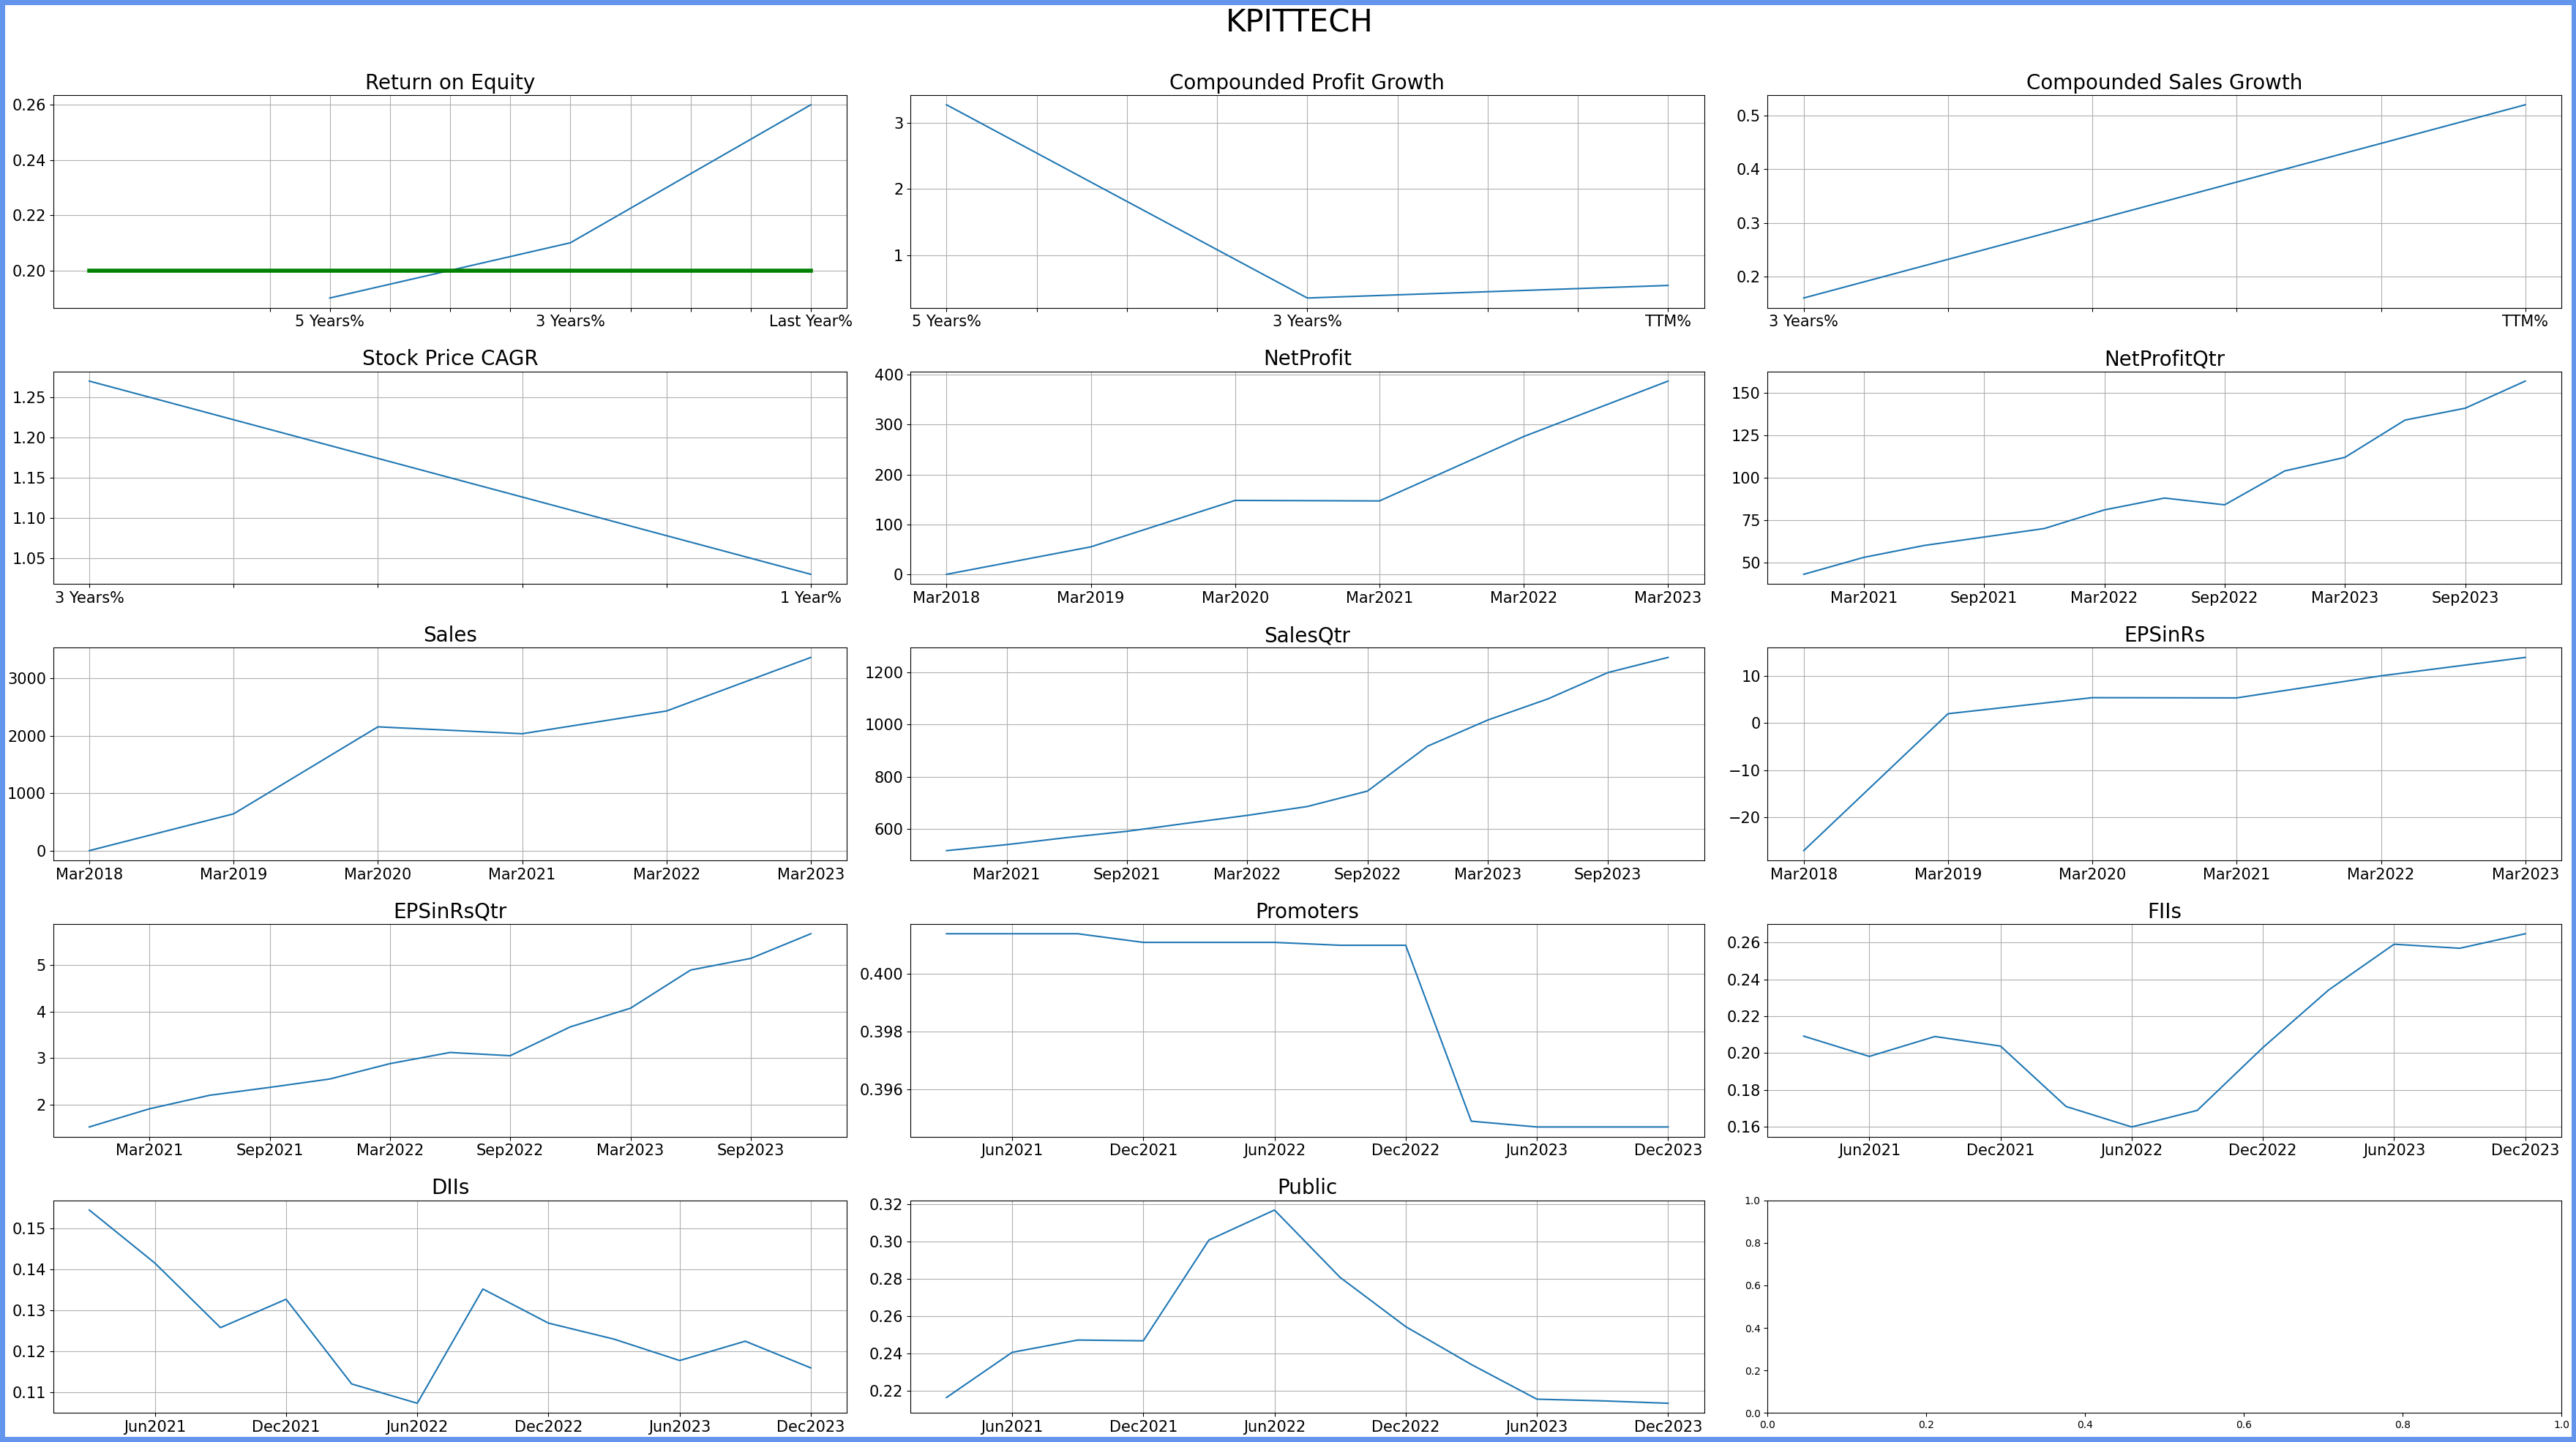 KPITTECH
Return on Equity
0.26
0.24
0.22
0.20
5 Years% 3 Years% Last Year%
Compounded Profit Growth
3
2
1
5 Years% 3 Years% TTM%
Compounded Sales Growth
0.5
0.4
0.3
0.2
3 Years% TTM%
Stock Price CAGR
1.25
1.20
1.15
1.10
1.05
3 Years% 1 Year%
NetProfit
400
300
200
100
0
Mar2018 Mar2019 Mar2020 Mar2021 Mar2022 Mar2023
NetProfitQtr
150
125
100
75
50
Mar2021 Sep2021 Mar2022 Sep2022 Mar2023 Sep2023
Sales
3000
2000
1000
0
Mar2018 Mar2019 Mar2020 Mar2021 Mar2022 Mar2023
SalesQtr
1200
1000
800
600
Mar2021 Sep2021 Mar2022 Sep2022 Mar2023 Sep2023
EPSinRs
10
0
−10
−20
Mar2018 Mar2019 Mar2020 Mar2021 Mar2022 Mar2023
EPSinRsQtr
5
4
3
2
Mar2021 Sep2021 Mar2022 Sep2022 Mar2023 Sep2023
Promoters
0.400
0.398
0.396
Jun2021 Dec2021 Jun2022 Dec2022 Jun2023 Dec2023
FIIs
0.26
0.24
0.22
0.20
0.18
0.16
Jun2021 Dec2021 Jun2022 Dec2022 Jun2023 Dec2023
DIIs
0.15
0.14
0.13
0.12
0.11
Jun2021 Dec2021 Jun2022 Dec2022 Jun2023 Dec2023
Public
0.32
0.30
0.28
0.26
0.24
0.22
Jun2021 Dec2021 Jun2022 Dec2022 Jun2023 Dec2023
1.0
0.8
0.6
0.4
0.2
0.0
0.0 0.2 0.4 0.6 0.8 1.0